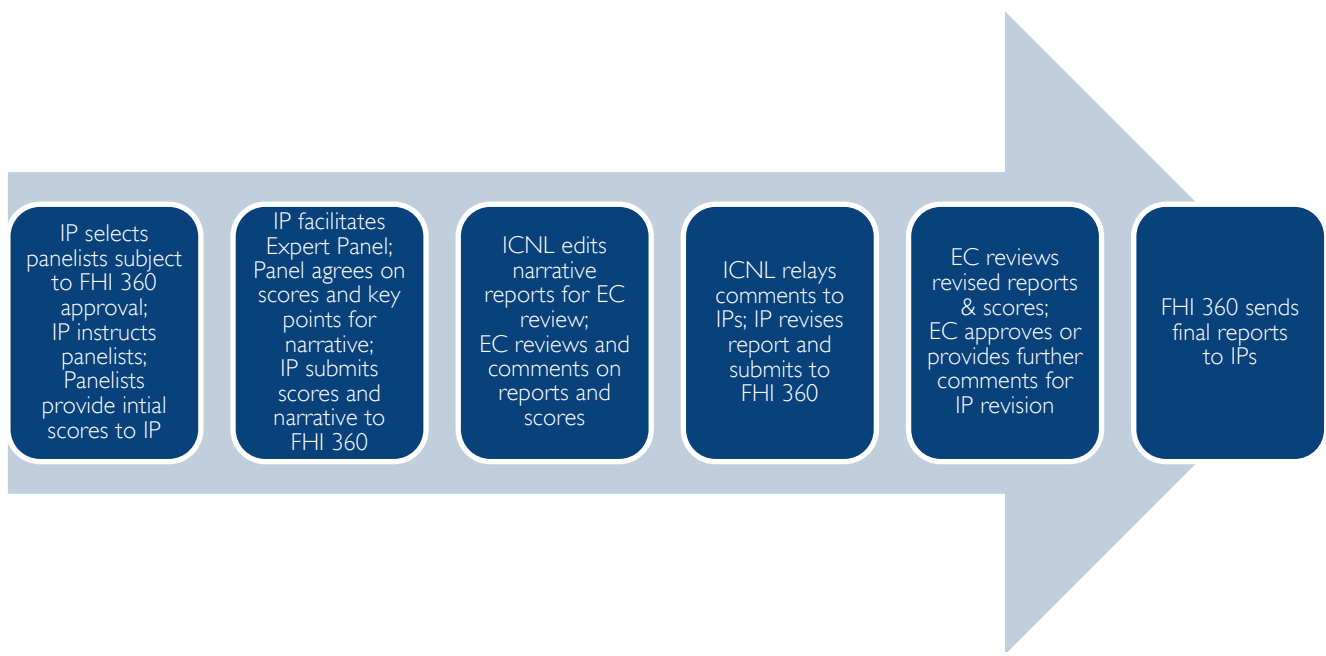 IP selects
panelists subject
to FHI 360
approval;
IP instructs
panelists;
Panelists
provide intial
scores to IP
IP facilitates
Expert Panel;
Panel agrees on
scores and key
points for
narrative;
IP submits
scores and
narrative to
FHI 360
ICNL edits
narrative
reports for EC
review;
EC reviews and
comments on
reports and
scores
ICNL relays
comments to
IPs; IP revises
report and
submits to
FHI 360
EC reviews
revised reports
& scores;
EC approves or
provides further
comments for
IP revision
FHI 360 sends
final reports
to IPs